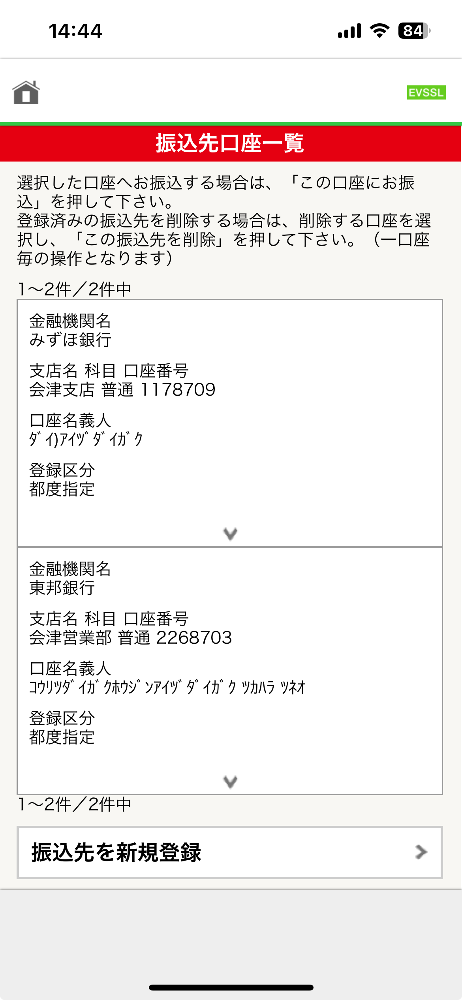 14:44
84
EVSSL
振込先口座一覧
選択した口座へお振込する場合は、「この口座にお振
込」を押して下さい。
登録済みの振込先を削除する場合は、削除する口座を選
択し、「この振込先を削除」を押して下さい。（一口座
毎の操作となります）
1～2件／2件中
金融機関名
みずほ銀行
支店名 科目 口座番号
会津支店 普通 1178709
口座名義人
ﾀﾞｲ)ｱｲﾂﾞﾀﾞｲｶﾞｸ
登録区分
都度指定
金融機関名
東邦銀行
支店名 科目 口座番号
会津営業部 普通 2268703
口座名義人
ｺｳﾘﾂﾀﾞｲｶﾞｸﾎｳｼﾞﾝｱｲﾂﾞﾀﾞｲｶﾞｸ ﾂｶﾊﾗ ﾂﾈｵ
登録区分
都度指定
1～2件／2件中
振込先を新規登録